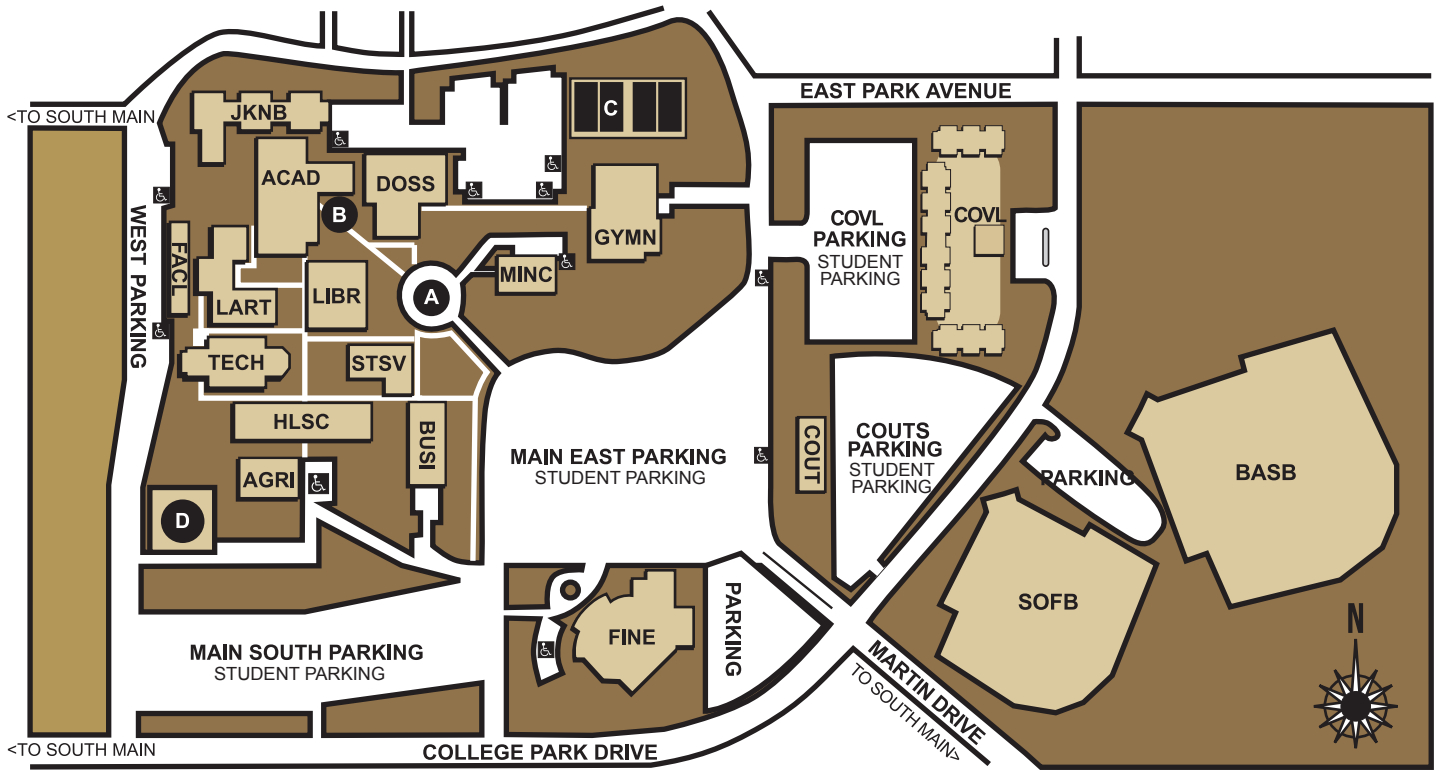 EAST PARK AVENUE
<TO SOUTH MAIN
JKNB
C
ACAD
DOSS
B
WEST PARKING
FACL
GYMN
COVL
PARKING
STUDENT
PARKING
COVL
LART
LIBR
A
MINC
TECH
STSV
HLSC
BUSI
MAIN EAST PARKING
STUDENT PARKING
COUT
COUTS
PARKING
STUDENT
PARKING
PARKING
BASB
AGRI
D
SOFB
FINE
PARKING
MAIN SOUTH PARKING
STUDENT PARKING
MARTIN DRIVE
TO SOUTH MAIN>
N
<TO SOUTH MAIN
COLLEGE PARK DRIVE